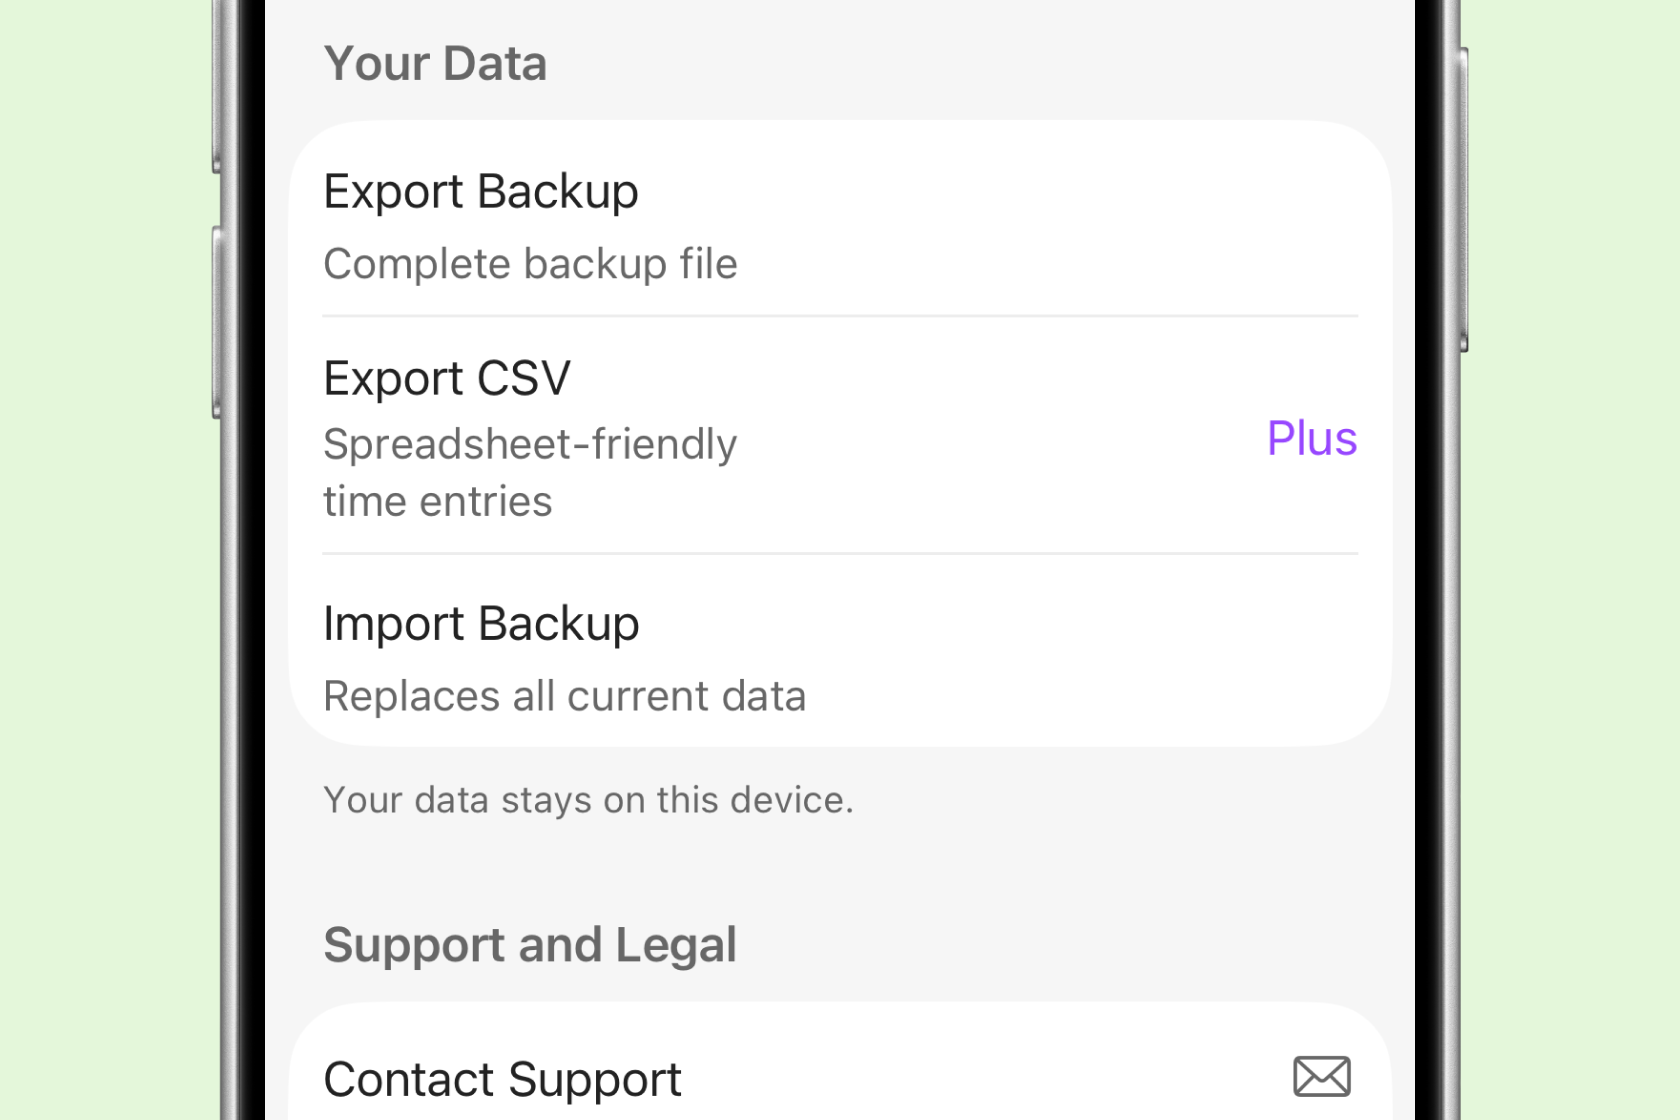 Your Data
Export Backup
Complete backup file
Export CSV
Spreadsheet-friendly
time entries
Plus
Import Backup
Replaces all current data
Your data stays on this device.
Support and Legal
Contact Support